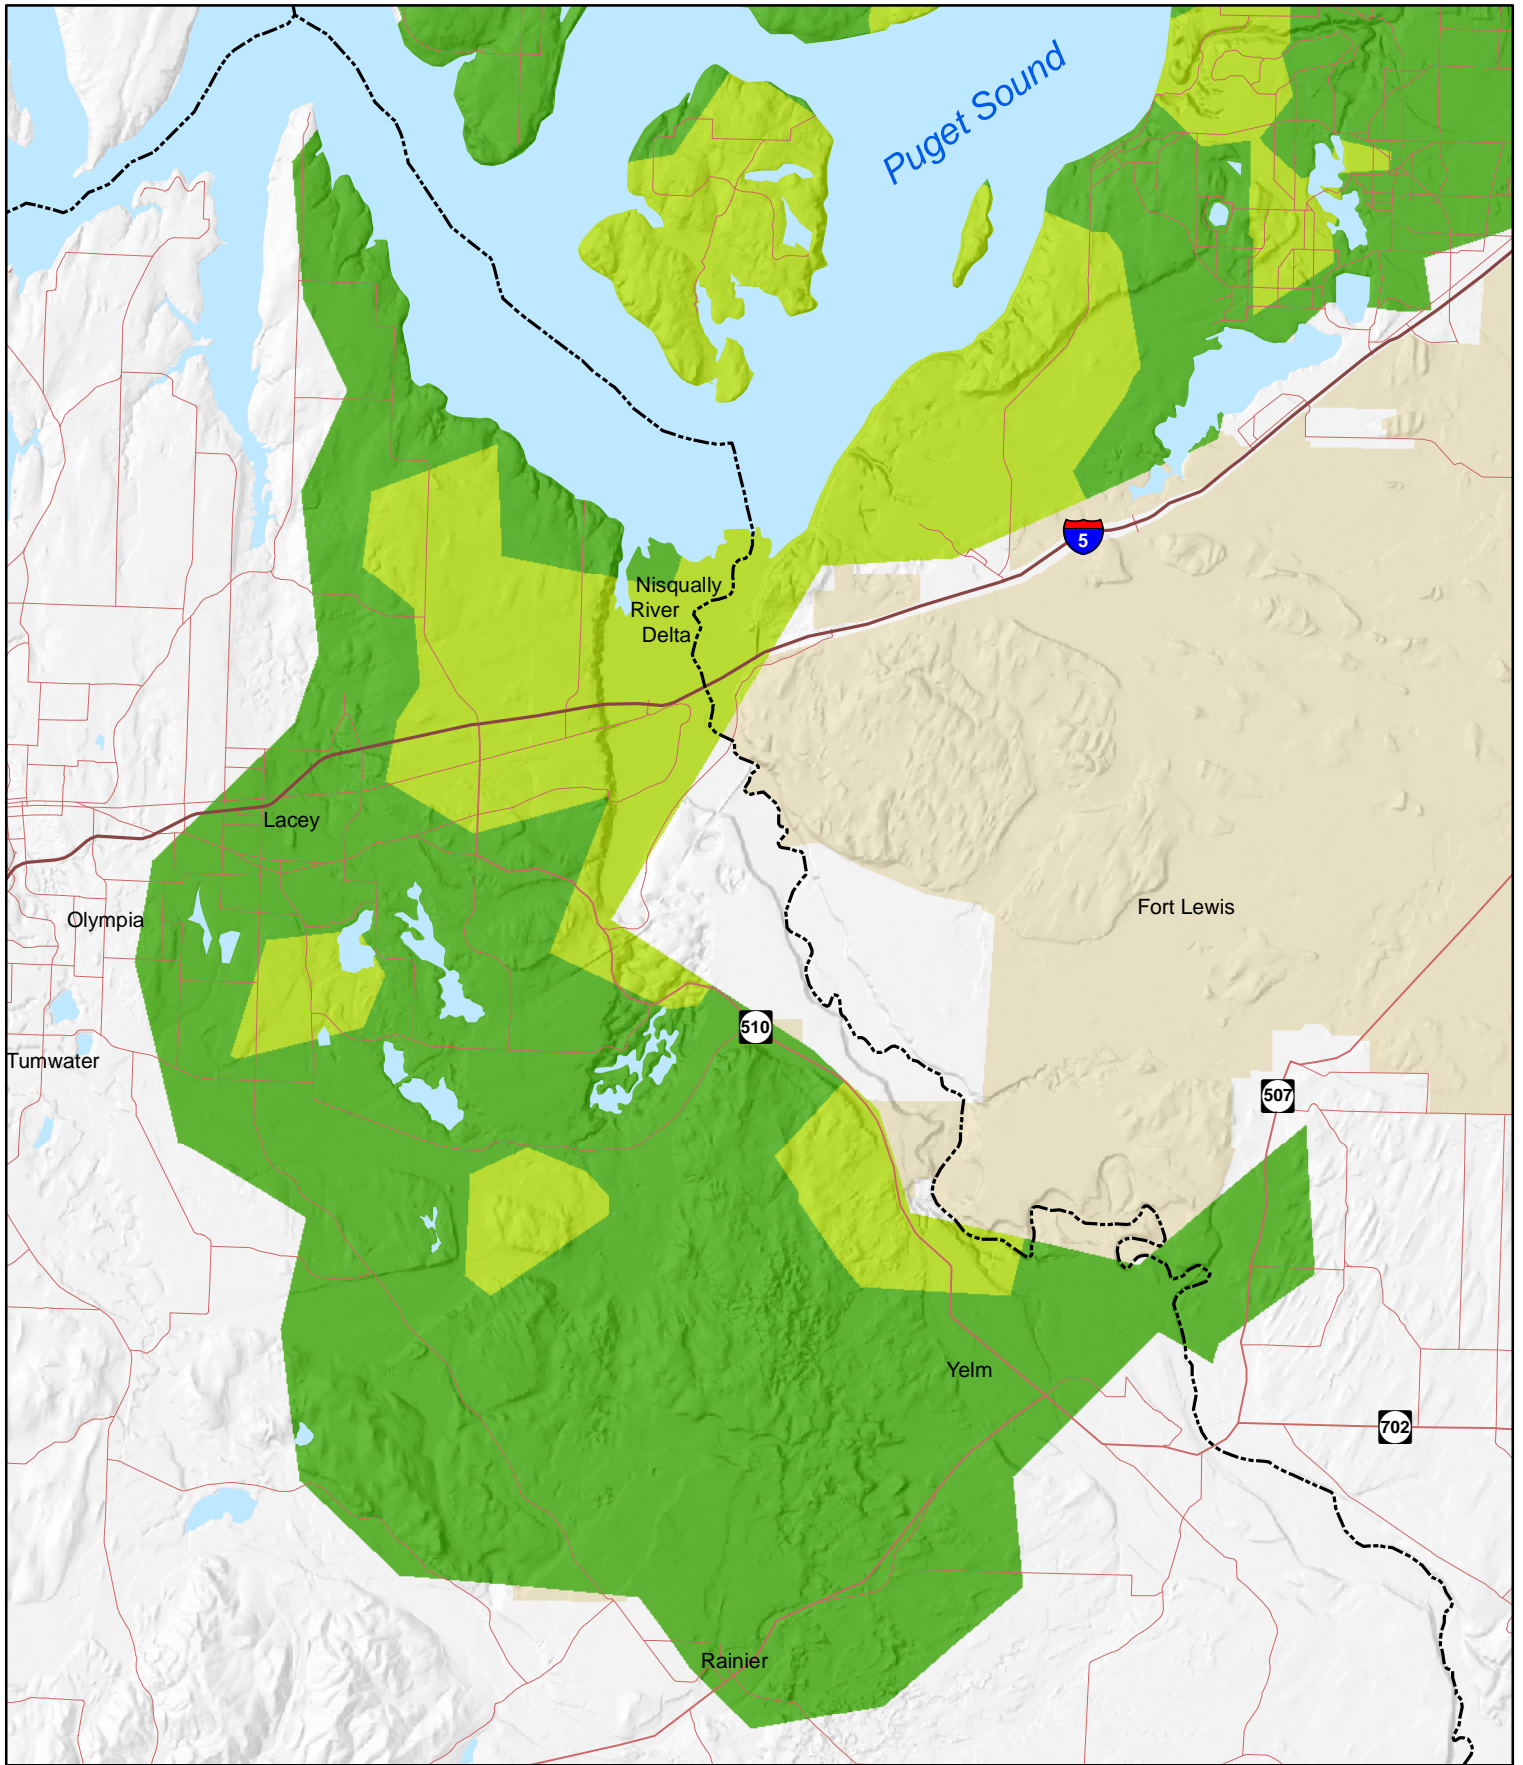 Puget Sound
5
Nisqually
River
Delta
Lacey
Olympia
Fort Lewis
510
Tumwater
507
Yelm
702
Rainier